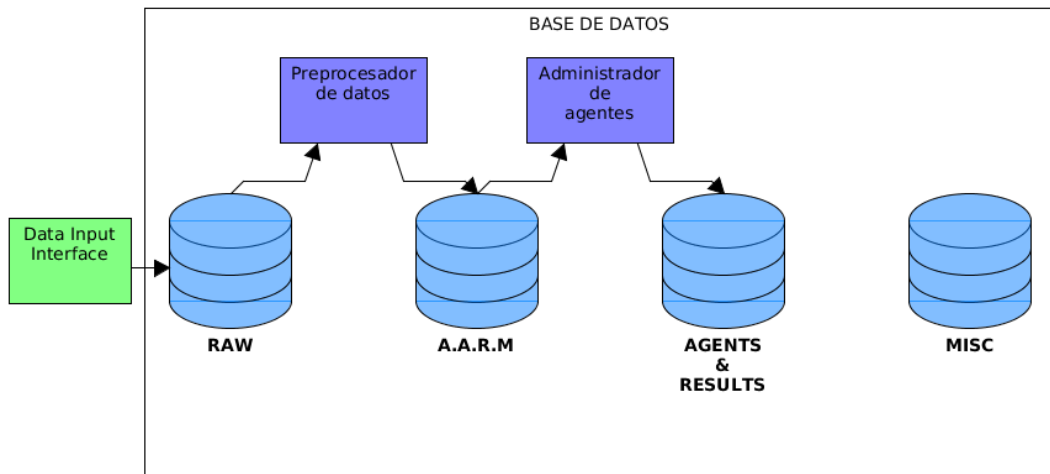 BASE DE DATOS
Preprocesador
de datos
Administrador
de
agentes
Data Input
Interface
RAW
A.A.R.M
AGENTS
&
RESULTS
MISC